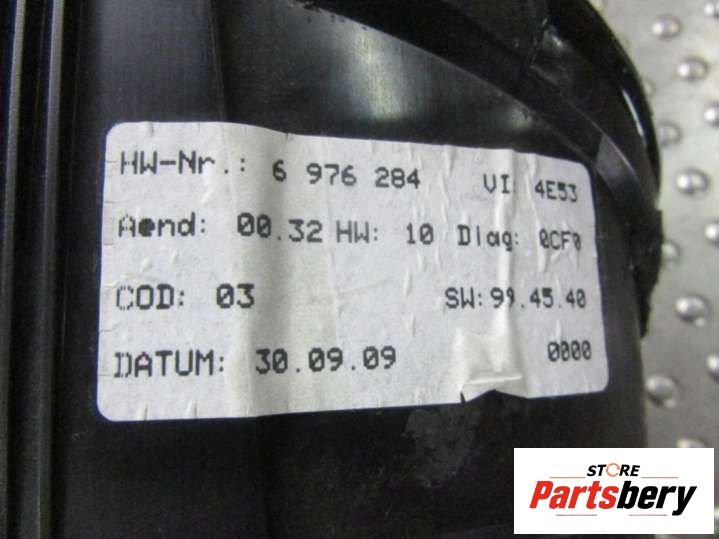 HW-Nr.: 6 976 284 VI: 4E53
Aend: 00.32 HW: 10 Diag: 0CF0
COD: 03 SW: 99.45.40
DATUM: 30.09.09 0000
STORE
Partsbery